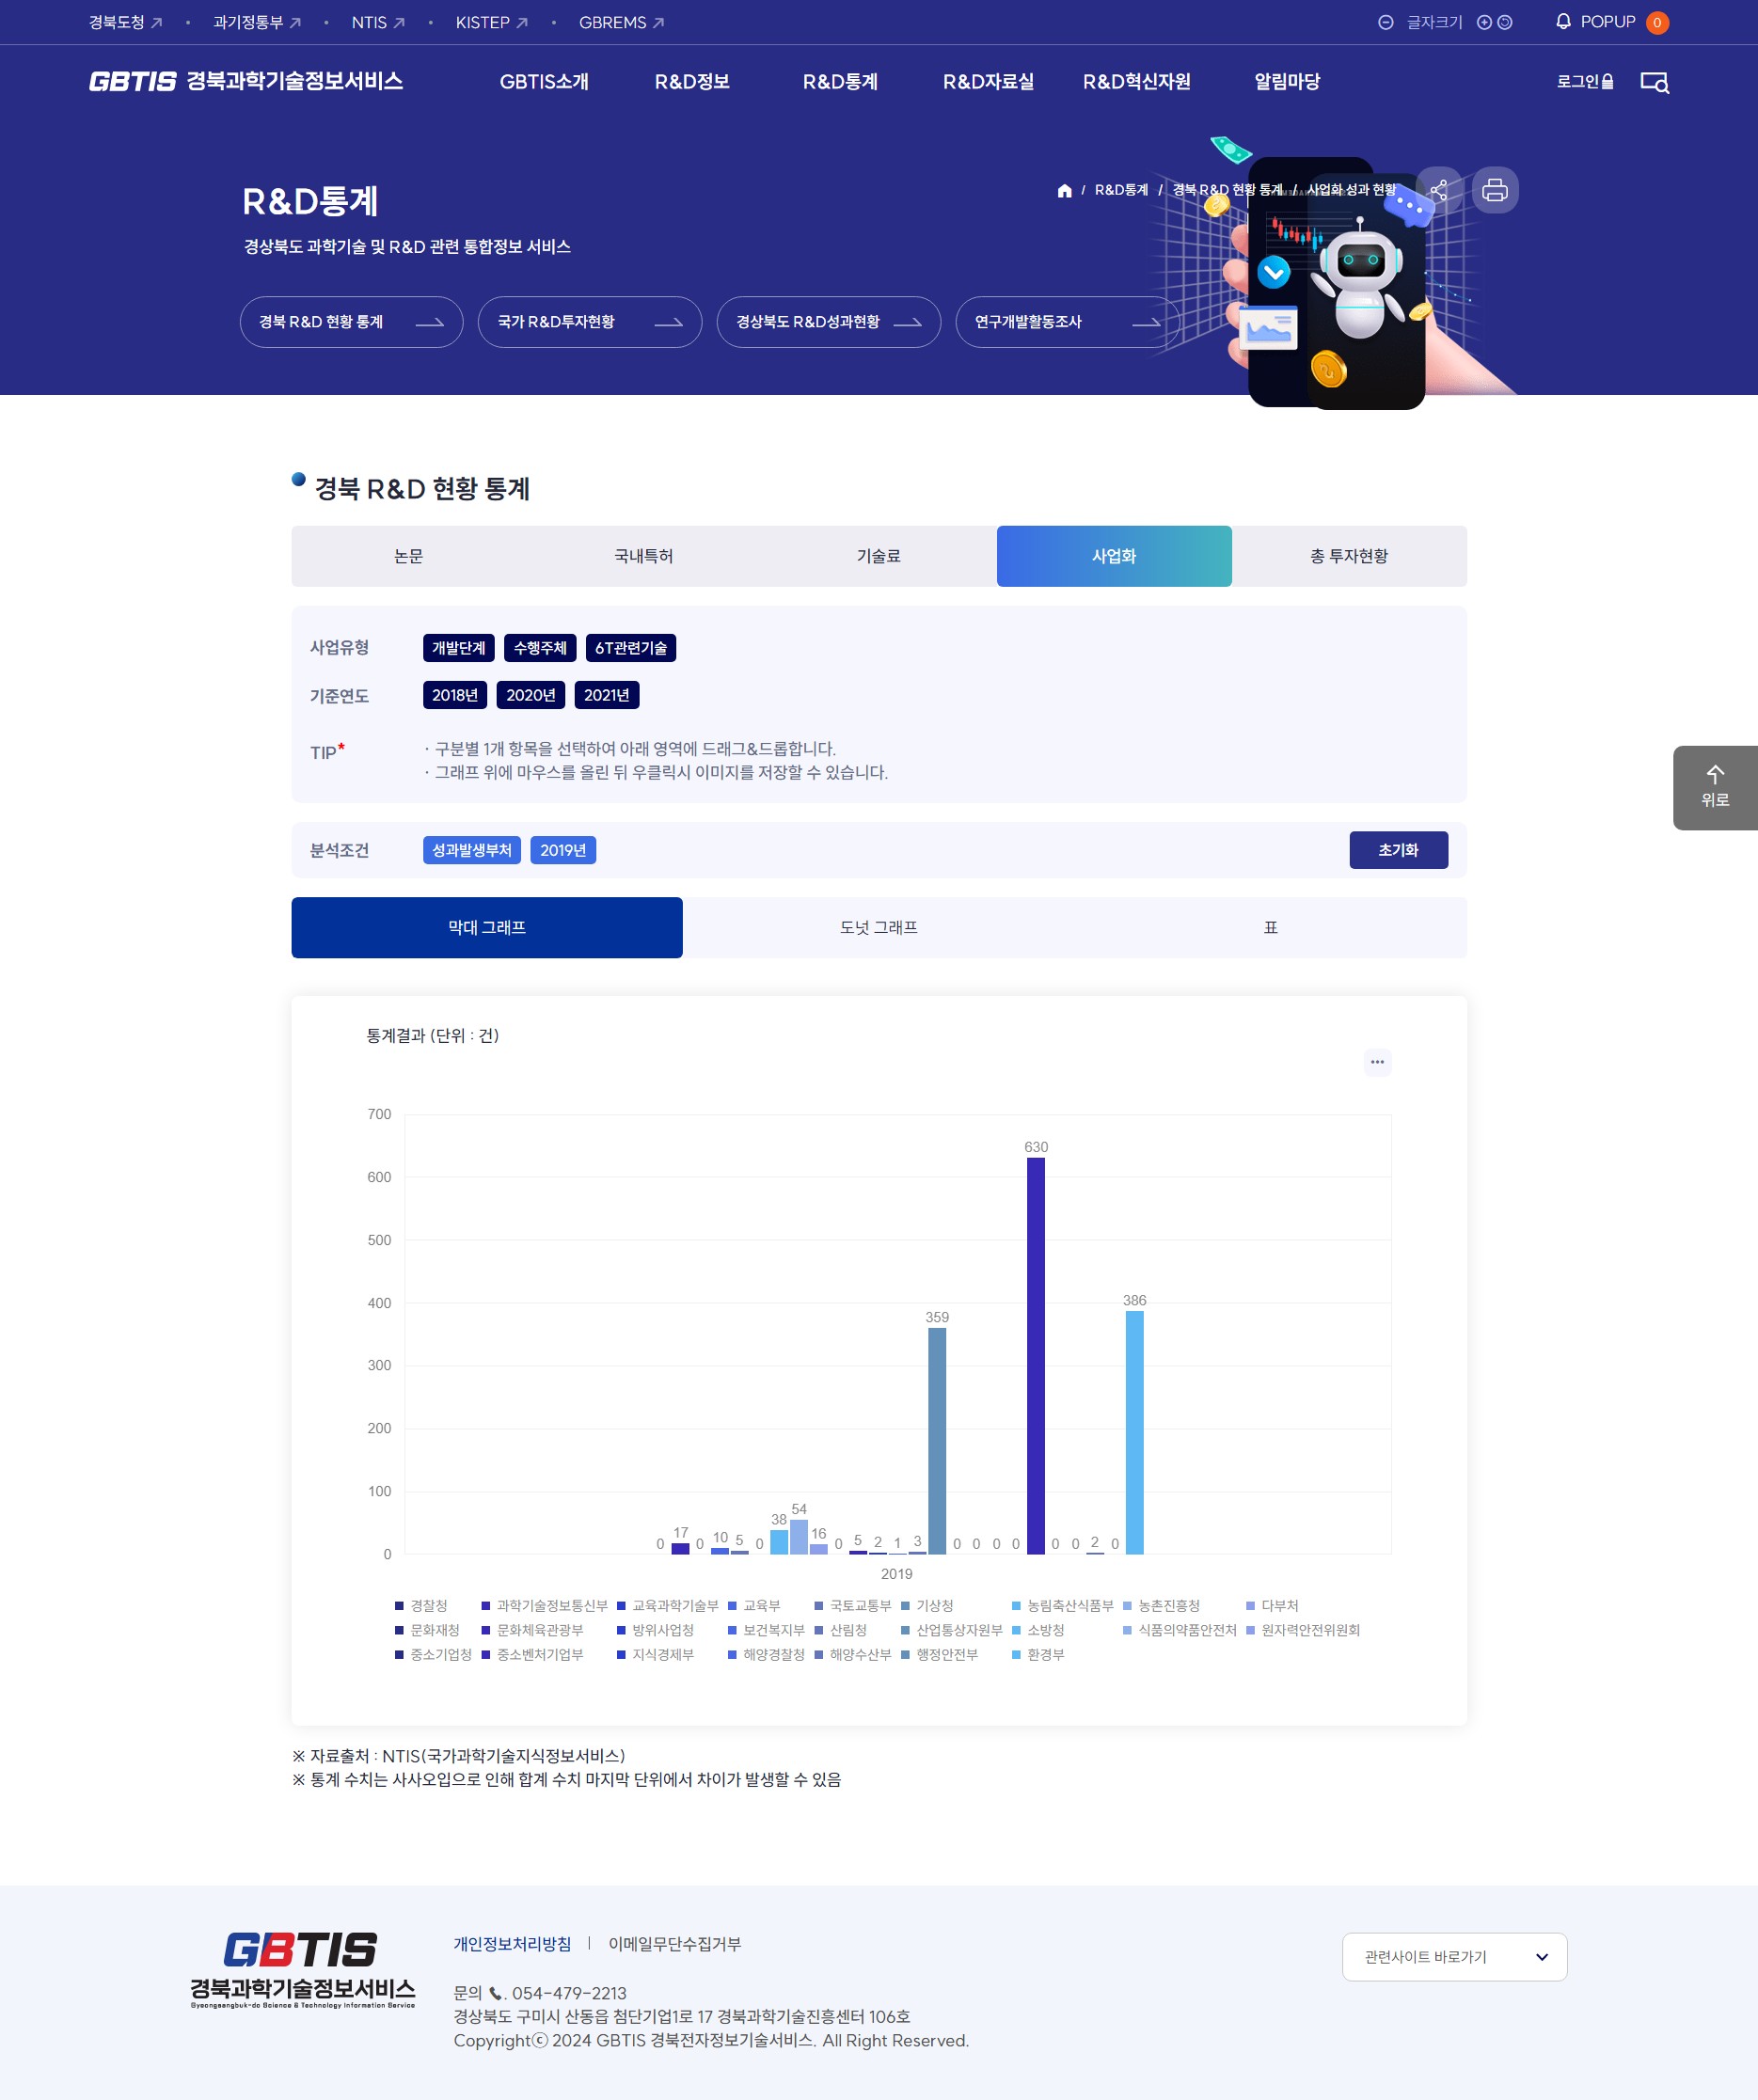 경북도청
과기정통부
NTIS
KISTEP
GBREMS
글자크기
POPUP 0
GBTIS 경북과학기술정보서비스
GBTIS소개
R&D정보
R&D통계
R&D자료실
R&D혁신자원
알림마당
로그인
R&D통계
/ R&D통계 / 경북 R&D 현황 통계 / 사업화 성과 현황
경상북도 과학기술 및 R&D 관련 통합정보 서비스
경북 R&D 현황 통계
국가 R&D투자현황
경상북도 R&D성과현황
연구개발활동조사
경북 R&D 현황 통계
논문
국내특허
기술료
사업화
총 투자현황
사업유형 개발단계 수행주체 6T관련기술
기준연도 2018년 2020년 2021년
TIP* · 구분별 1개 항목을 선택하여 아래 영역에 드래그&드롭합니다.
· 그래프 위에 마우스를 올린 뒤 우클릭시 이미지를 저장할 수 있습니다.
위로
분석조건 성과발생부처 2019년 초기화
막대 그래프
도넛 그래프
표
통계결과 (단위 : 건)
700
600
500
400
300
200
100
0
0 17 0 10 5 0 38 54 16 0 5 2 1 3 359 0 0 0 0 630 0 0 2 0 386
2019
경찰청 과학기술정보통신부 교육과학기술부 교육부 국토교통부 기상청 농림축산식품부 농촌진흥청 다부처
문화재청 문화체육관광부 방위사업청 보건복지부 산림청 산업통상자원부 소방청 식품의약품안전처 원자력안전위원회
중소기업청 중소벤처기업부 지식경제부 해양경찰청 해양수산부 행정안전부 환경부
※ 자료출처 : NTIS(국가과학기술지식정보서비스)
※ 통계 수치는 사사오입으로 인해 합계 수치 마지막 단위에서 차이가 발생할 수 있음
GBTIS
경북과학기술정보서비스
Gyeongsangbuk-do Science & Technology Information Service
개인정보처리방침 | 이메일무단수집거부
관련사이트 바로가기
문의 . 054-479-2213
경상북도 구미시 산동읍 첨단기업1로 17 경북과학기술진흥센터 106호
Copyrightⓒ 2024 GBTIS 경북전자정보기술서비스. All Right Reserved.